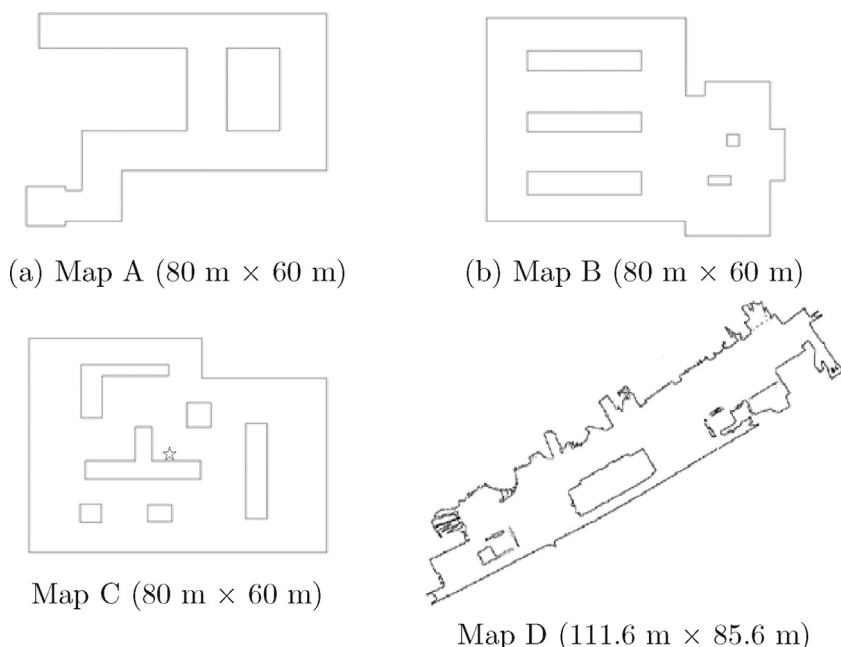 (a) Map A (80 m × 60 m)
(b) Map B (80 m × 60 m)
Map C (80 m × 60 m)
Map D (111.6 m × 85.6 m)